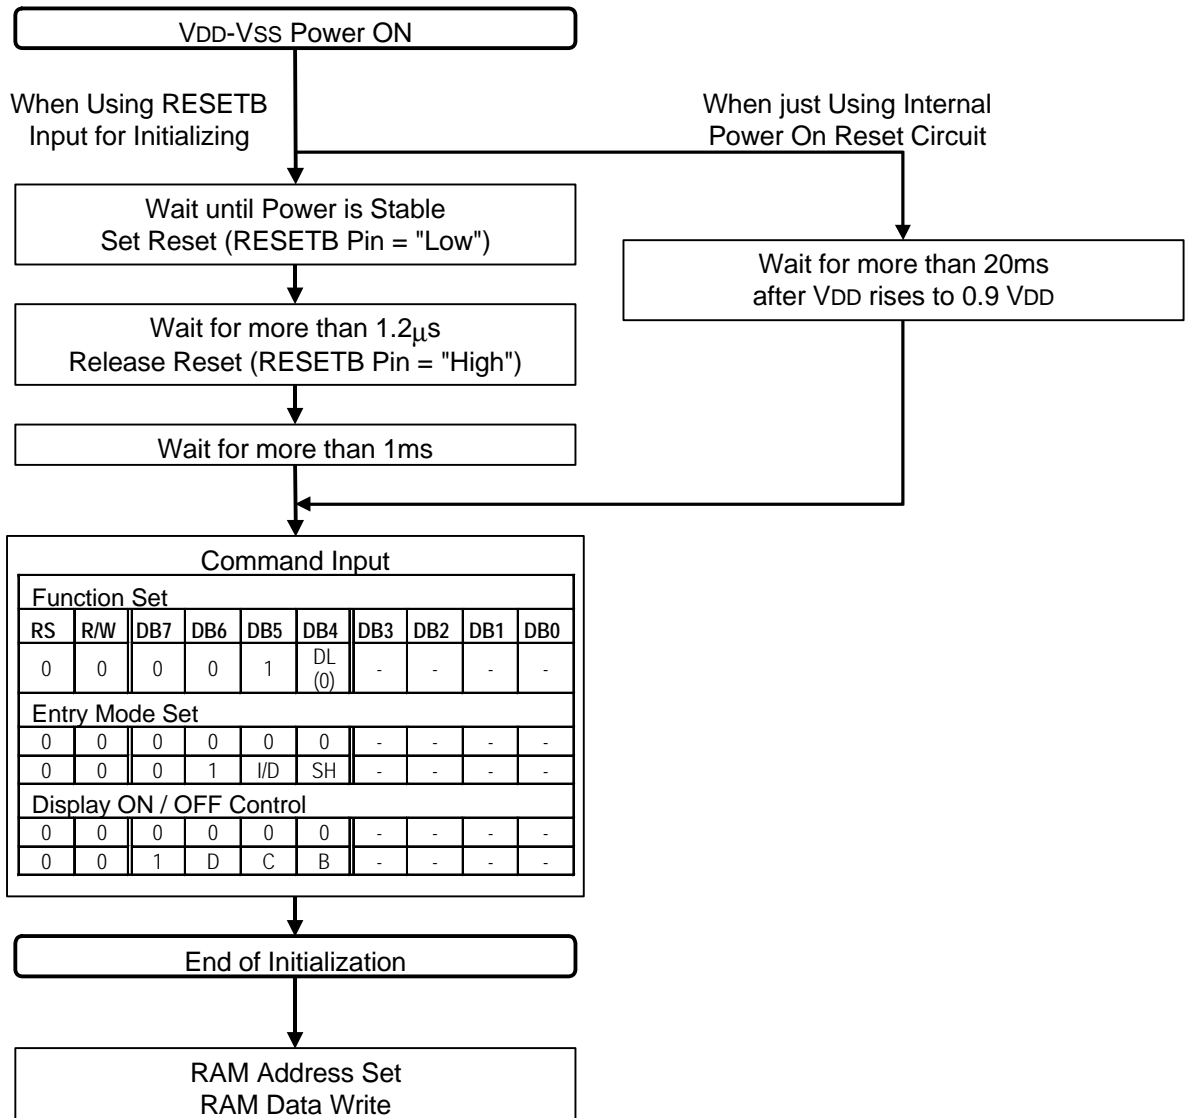 VDD-VSS Power ON
When Using RESETB
Input for Initializing
When just Using Internal
Power On Reset Circuit
Wait until Power is Stable
Set Reset (RESETB Pin = "Low")
Wait for more than 20ms
after VDD rises to 0.9 VDD
Wait for more than 1.2μs
Release Reset (RESETB Pin = "High")
Wait for more than 1ms
Command Input
Function Set
RS R/W DB7 DB6 DB5 DB4 DB3 DB2 DB1 DB0
0 0 0 0 1 DL (0) - - - -
Entry Mode Set
0 0 0 0 0 0 - - - -
0 0 0 1 I/D SH - - - -
Display ON / OFF Control
0 0 0 0 0 0 - - - -
0 0 1 D C B - - - -
End of Initialization
RAM Address Set
RAM Data Write